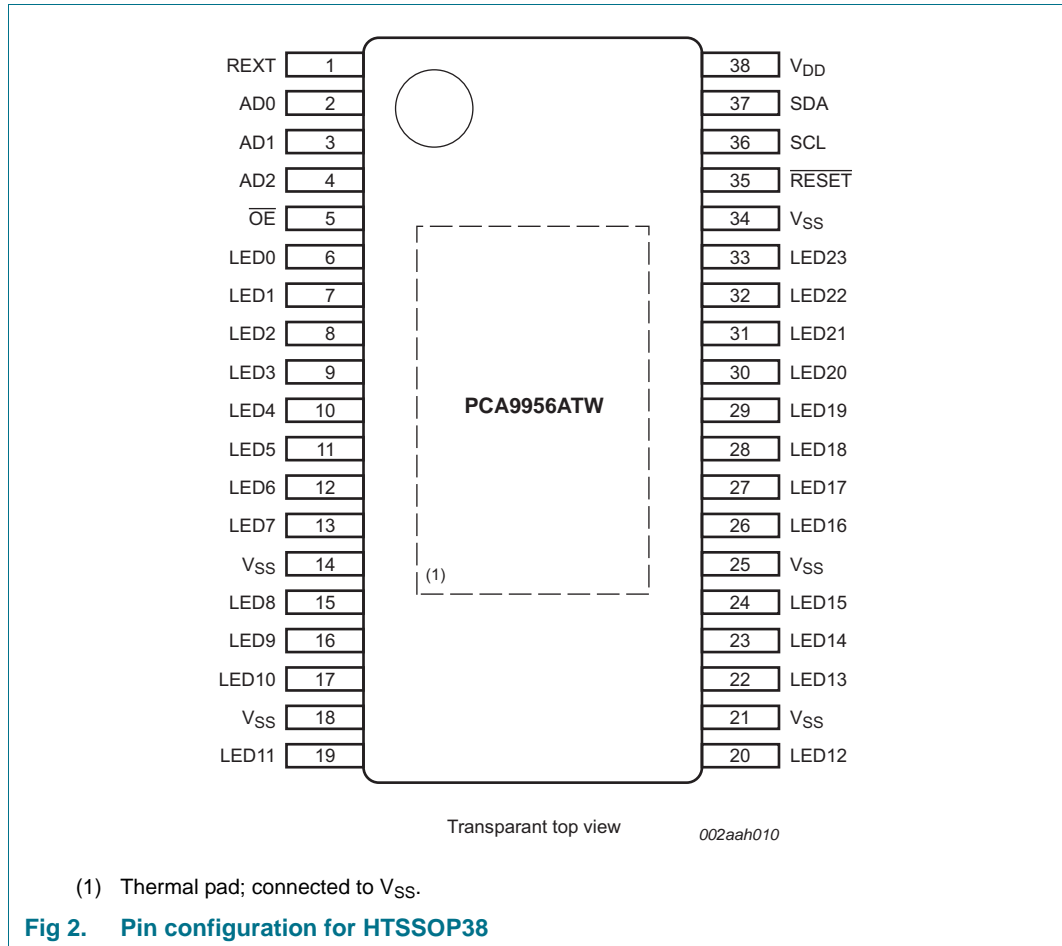 REXT 1 38 VDD
AD0 2 37 SDA
AD1 3 36 SCL
AD2 4 35 RESET
OE 5 34 VSS
LED0 6 33 LED23
LED1 7 32 LED22
LED2 8 31 LED21
LED3 9 30 LED20
PCA9956ATW
LED4 10 29 LED19
LED5 11 28 LED18
LED6 12 27 LED17
LED7 13 26 LED16
VSS 14 25 VSS
(1)
LED8 15 24 LED15
LED9 16 23 LED14
LED10 17 22 LED13
VSS 18 21 VSS
LED11 19 20 LED12
Transparant top view
002aah010
(1) Thermal pad; connected to VSS.
Fig 2. Pin configuration for HTSSOP38